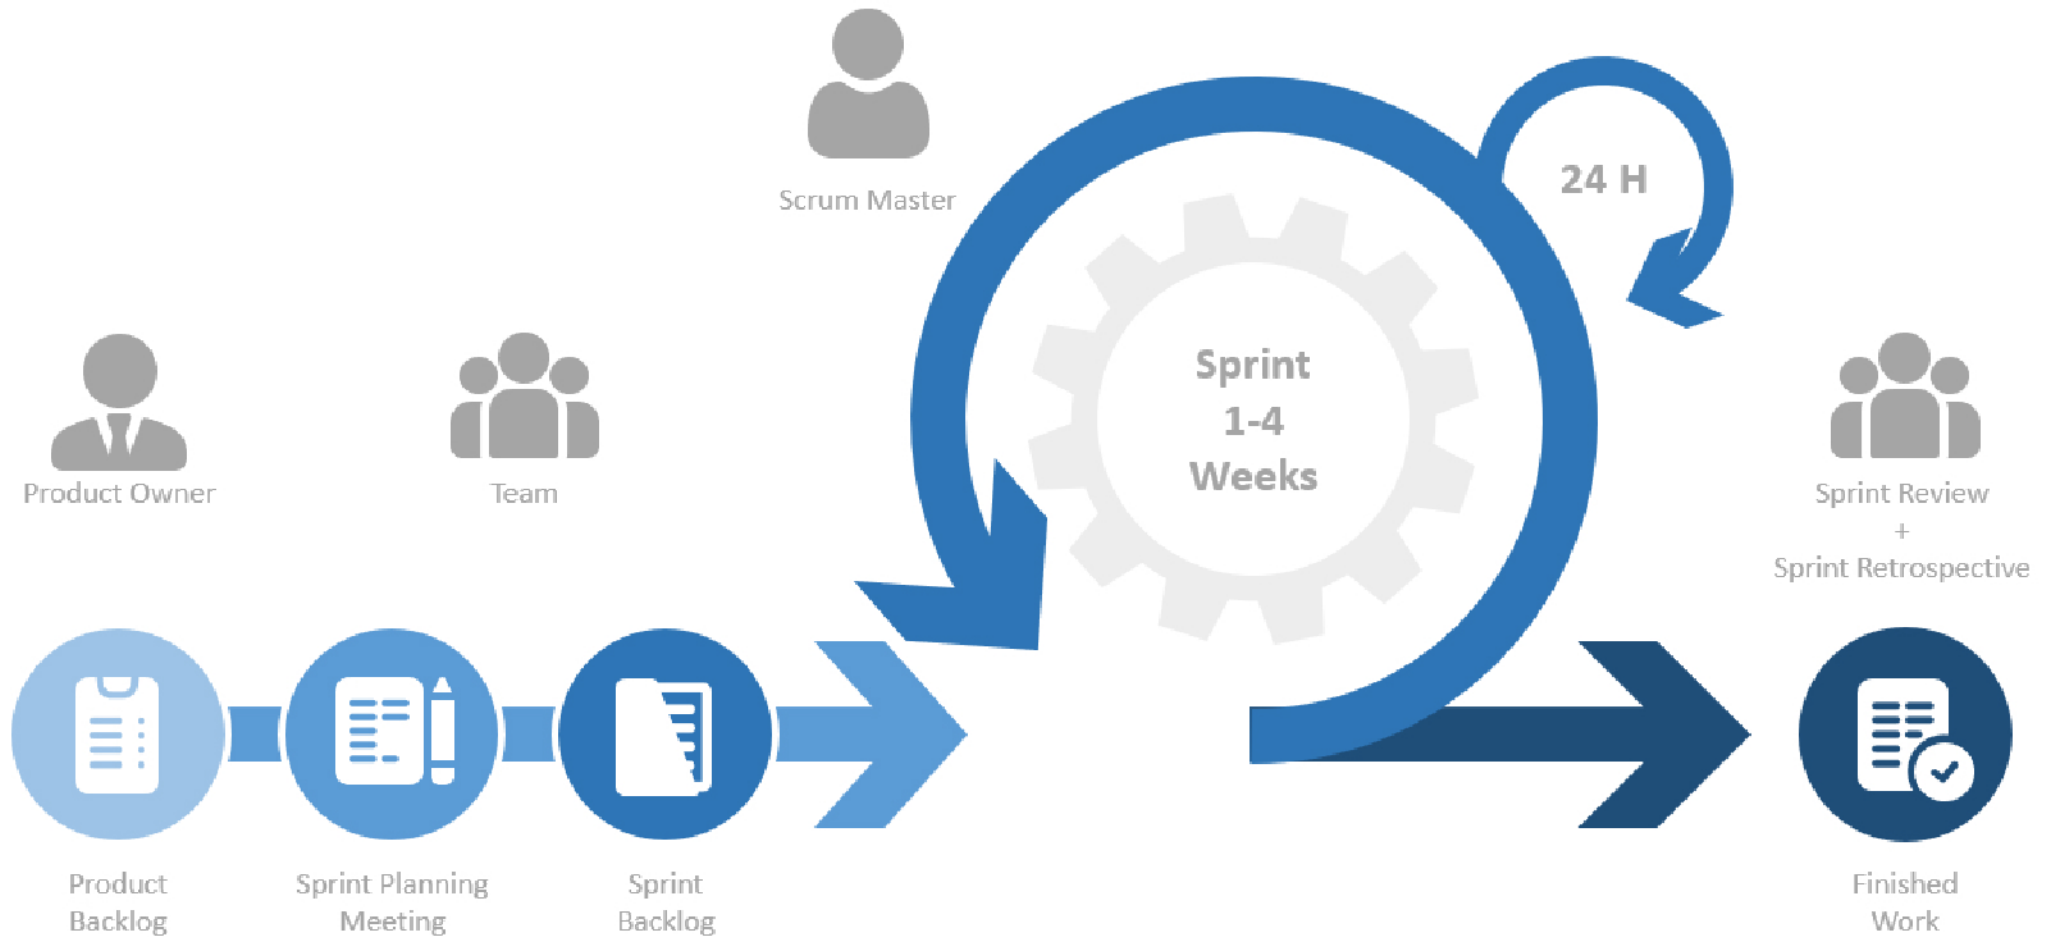 Scrum Master
24 H
Sprint
1-4
Weeks
Product Owner
Team
Sprint Review
+
Sprint Retrospective
Product
Backlog
Sprint Planning
Meeting
Sprint
Backlog
Finished
Work